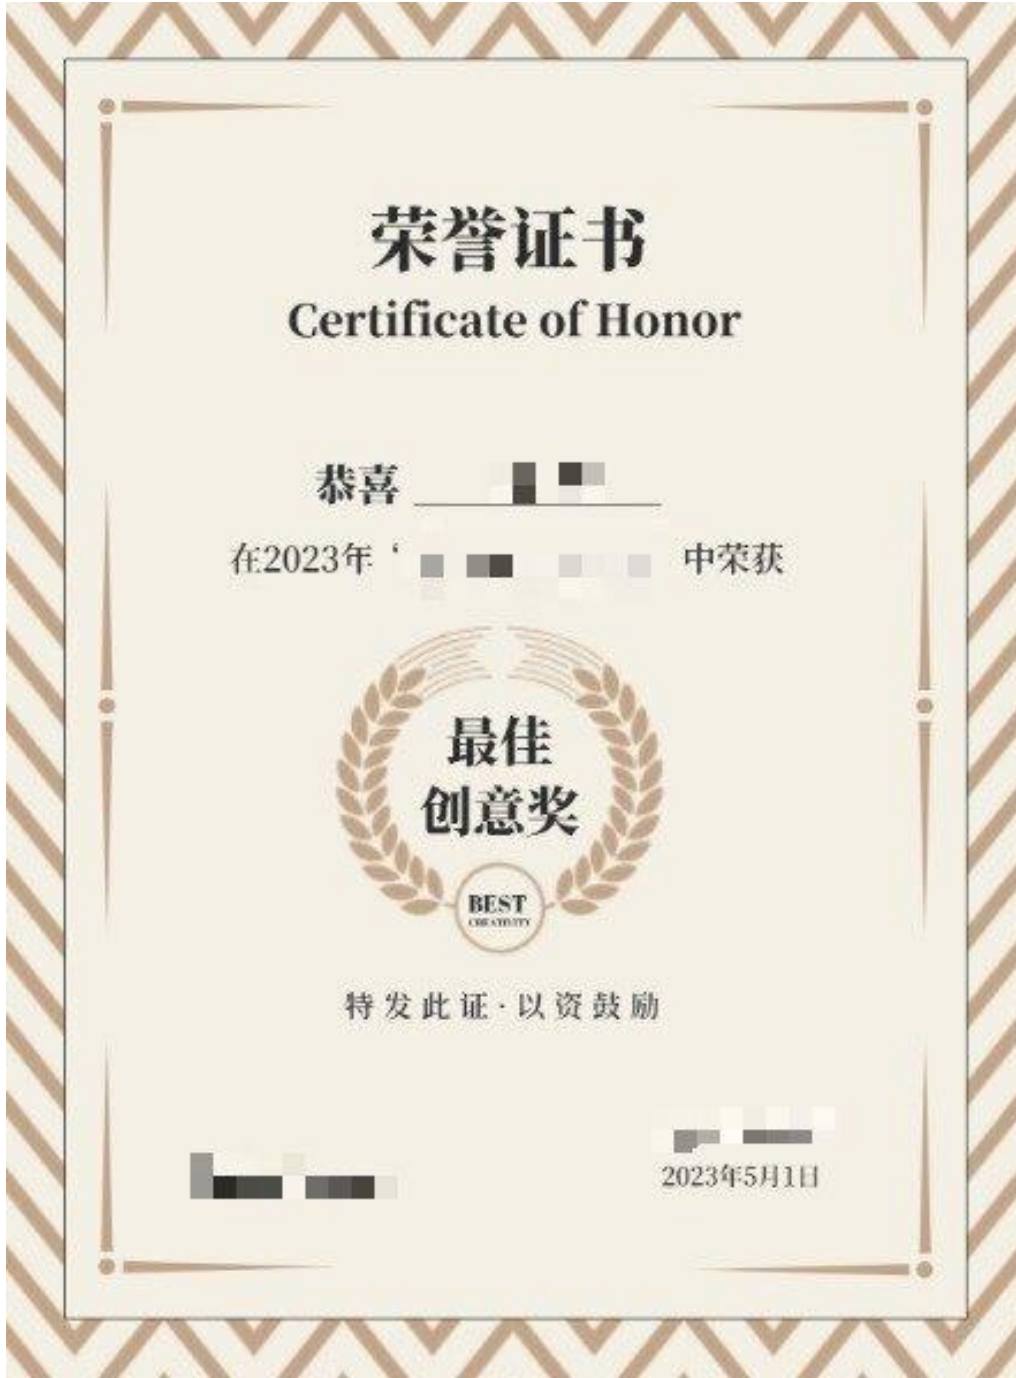 荣誉证书
Certificate of Honor
恭喜
在2023年 ‘ 中荣获
最佳
创意奖
BEST
CREATIVITY
特发此证·以资鼓励
2023年5月1日